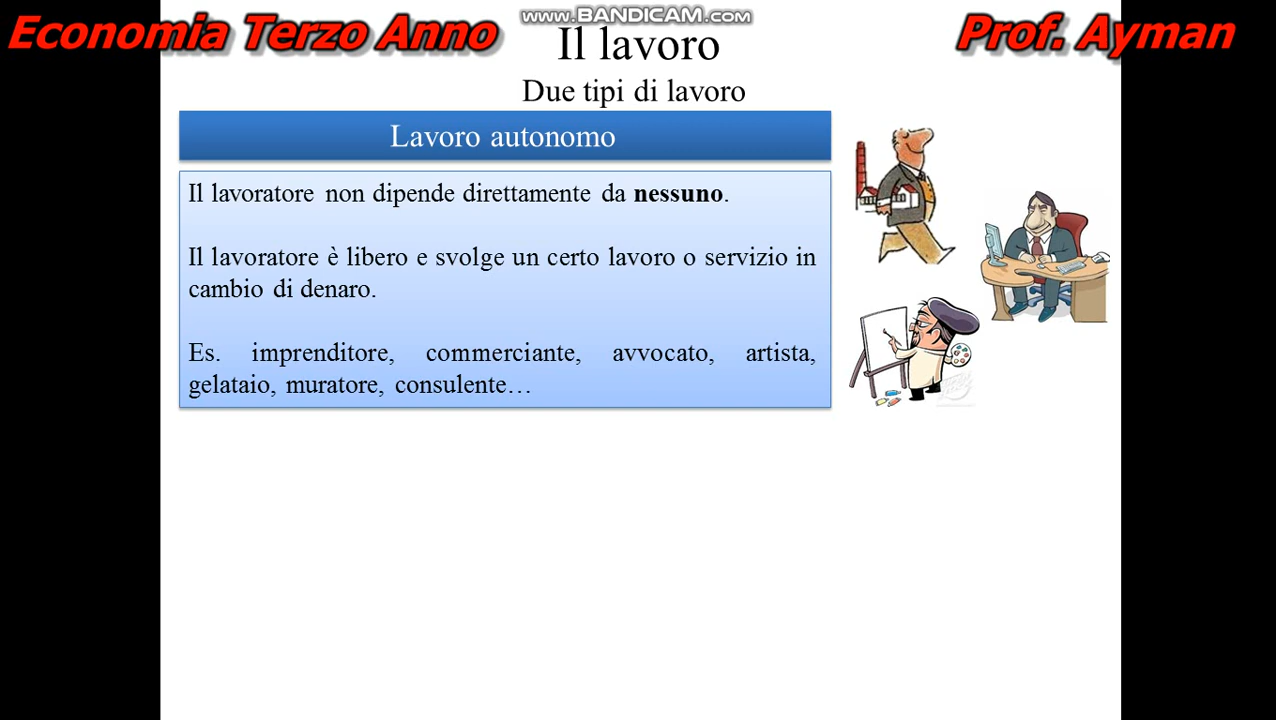 www.BANDICAM.com
Economia Terzo Anno
Prof. Ayman
Il lavoro
Due tipi di lavoro
Lavoro autonomo
Il lavoratore non dipende direttamente da nessuno.
Il lavoratore è libero e svolge un certo lavoro o servizio in
cambio di denaro.
Es. imprenditore, commerciante, avvocato, artista,
gelataio, muratore, consulente…